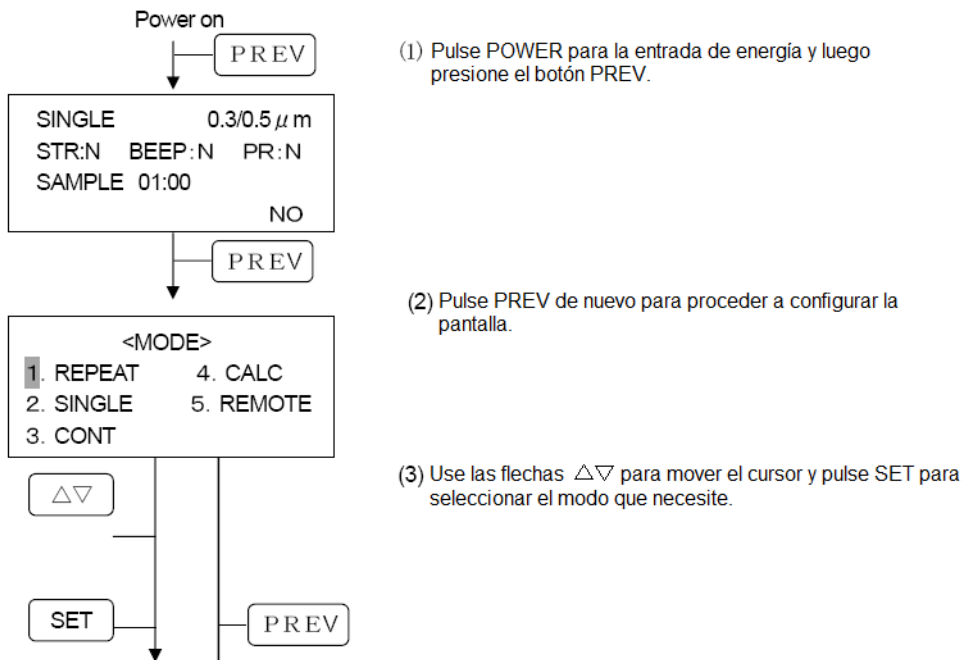 Power on
PREV
(1) Pulse POWER para la entrada de energía y luego
presione el botón PREV.
SINGLE 0.3/0.5 μ m
STR:N BEEP:N PR:N
SAMPLE 01:00
NO
PREV
(2) Pulse PREV de nuevo para proceder a configurar la
pantalla.
<MODE>
1. REPEAT 4. CALC
2. SINGLE 5. REMOTE
3. CONT
(3) Use las flechas △▽ para mover el cursor y pulse SET para
seleccionar el modo que necesite.
△▽
SET
PREV